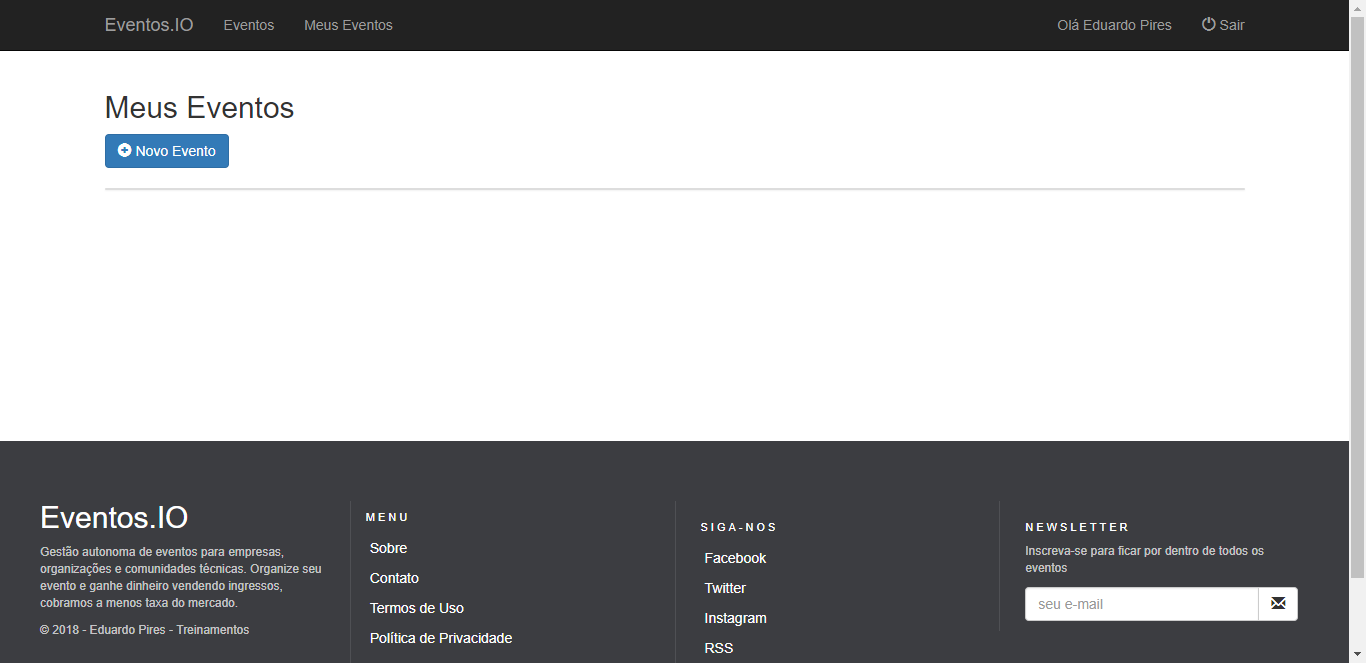 Eventos.IO Eventos Meus Eventos Olá Eduardo Pires Sair
Meus Eventos
Novo Evento
Eventos.IO
Gestão autonoma de eventos para empresas,
organizações e comunidades técnicas. Organize seu
evento e ganhe dinheiro vendendo ingressos,
cobramos a menos taxa do mercado.
© 2018 - Eduardo Pires - Treinamentos
MENU
Sobre
Contato
Termos de Uso
Política de Privacidade
SIGA-NOS
Facebook
Twitter
Instagram
RSS
NEWSLETTER
Inscreva-se para ficar por dentro de todos os
eventos
seu e-mail